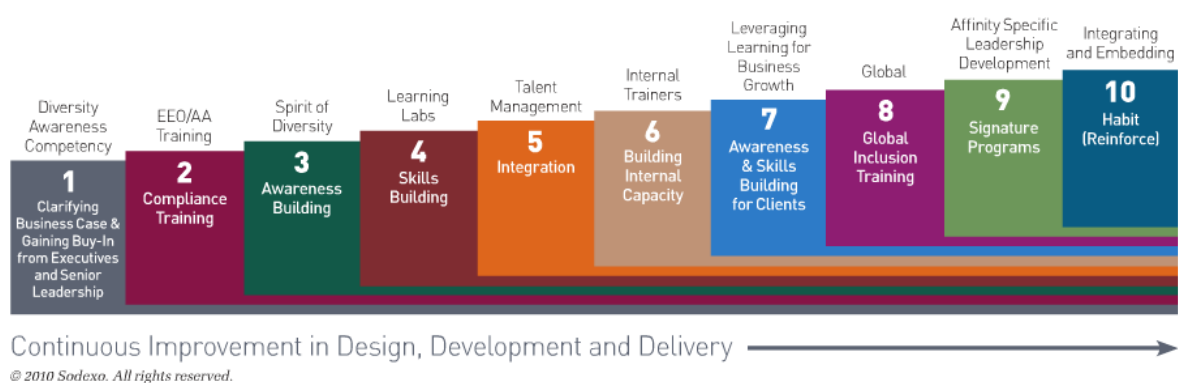 Diversity
Awareness
Competency
1
Clarifying
Business Case &
Gaining Buy-In
from Executives
and Senior
Leadership
EEO/AA
Training
2
Compliance
Training
Spirit of
Diversity
3
Awareness
Building
Learning
Labs
4
Skills
Building
Talent
Management
5
Integration
Internal
Trainers
6
Building
Internal
Capacity
Leveraging
Learning for
Business
Growth
7
Awareness
& Skills
Building
for Clients
Global
8
Global
Inclusion
Training
Affinity Specific
Leadership
Development
9
Signature
Programs
Integrating
and Embedding
10
Habit
(Reinforce)
Continuous Improvement in Design, Development and Delivery
© 2010 Sodexo. All rights reserved.